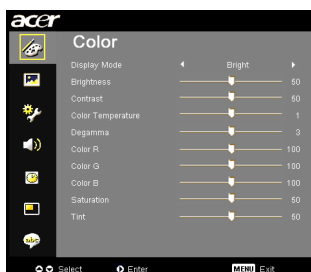 acer
Color
Display Mode Bright
Brightness 50
Contrast 50
Color Temperature 1
Degamma 3
Color R 100
Color G 100
Color B 100
Saturation 50
Tint 50
abc
Select Enter MENU Exit